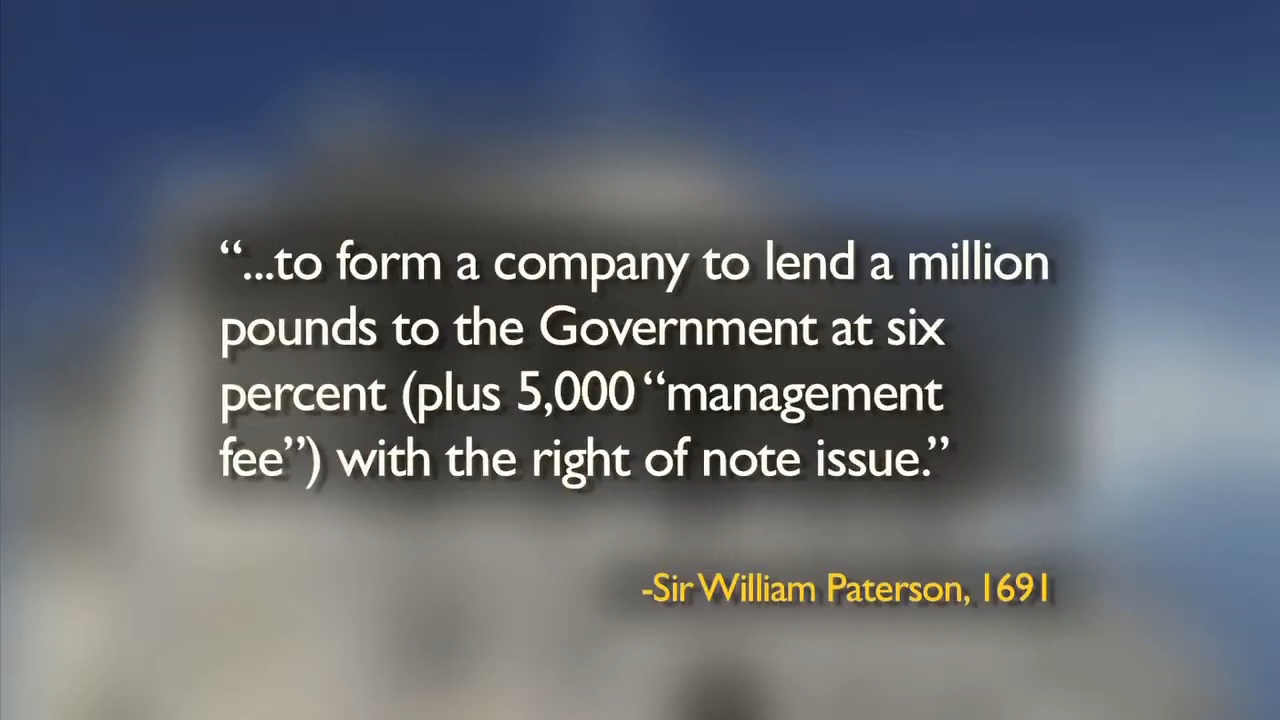 “...to form a company to lend a million
pounds to the Government at six
percent (plus 5,000 “management
fee”) with the right of note issue.”
-Sir William Paterson, 1691